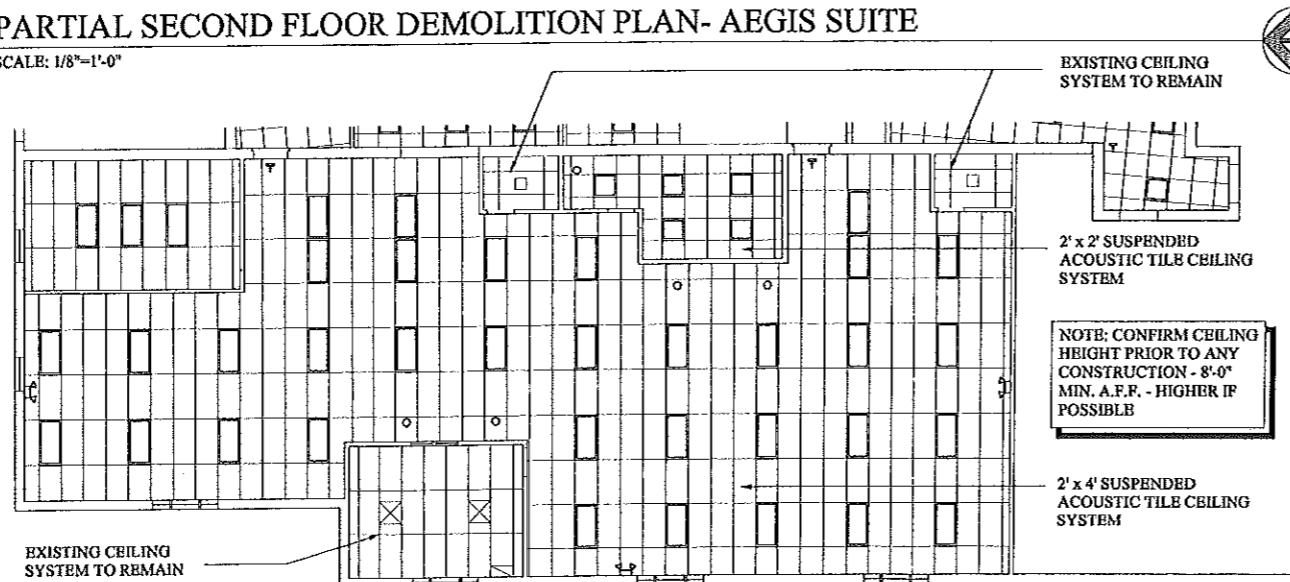 PARTIAL SECOND FLOOR DEMOLITION PLAN- AEGIS SUITE
SCALE: 1/8"=1'-0"
EXISTING CEILING
SYSTEM TO REMAIN
2' x 2' SUSPENDED
ACOUSTIC TILE CEILING
SYSTEM
NOTE: CONFIRM CEILING
HEIGHT PRIOR TO ANY
CONSTRUCTION - 8'-0"
MIN. A.F.F. - HIGHER IF
POSSIBLE
2' x 4' SUSPENDED
ACOUSTIC TILE CEILING
SYSTEM
EXISTING CEILING
SYSTEM TO REMAIN